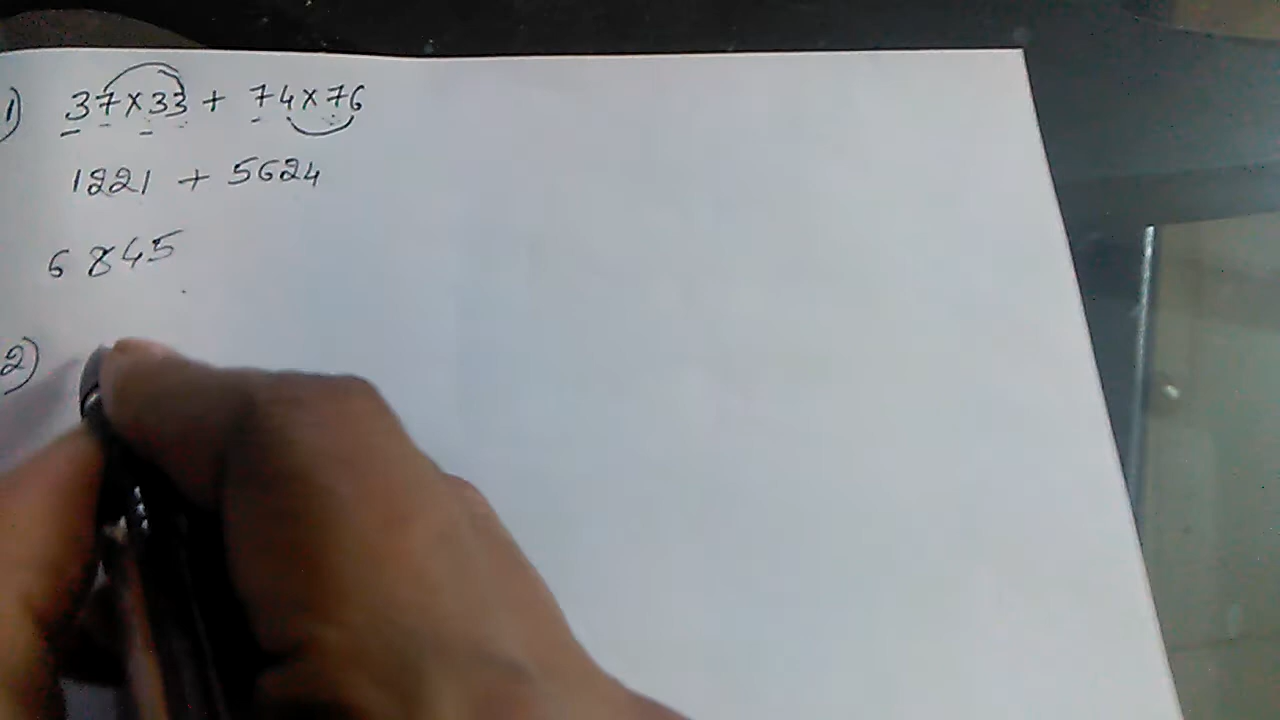 1) 37×33 + 74×76
1221 + 5624
6845
2)